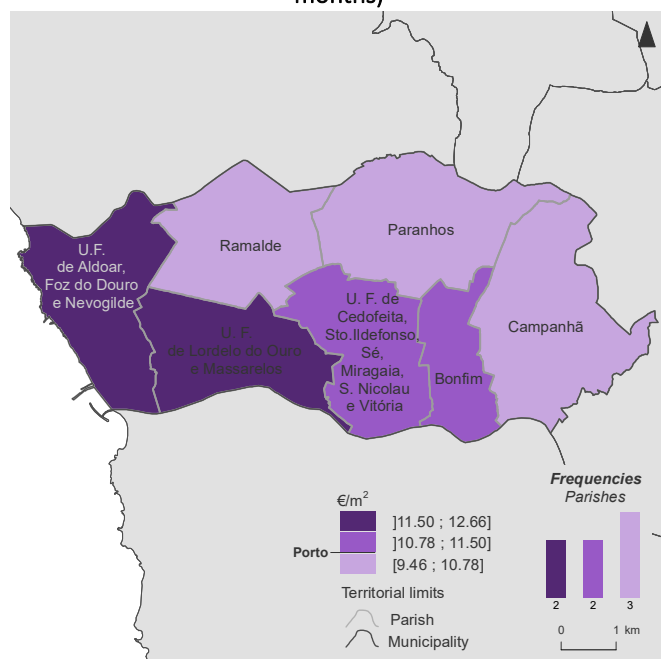 months)
U.F.
de Aldoar,
Foz do Douro
e Nevogilde
Ramalde
Paranhos
U. F.
de Lordelo do Ouro
e Massarelos
U. F. de
Cedofeita,
Sto.Ildefonso,
Sé,
Miragaia,
S. Nicolau
e Vitória
Bonfim
Campanhã
€/m²
]11.50 ; 12.66]
]10.78 ; 11.50]
Porto
[9.46 ; 10.78]
Territorial limits
Parish
Municipality
Frequencies
Parishes
2 2 3
0 1 km